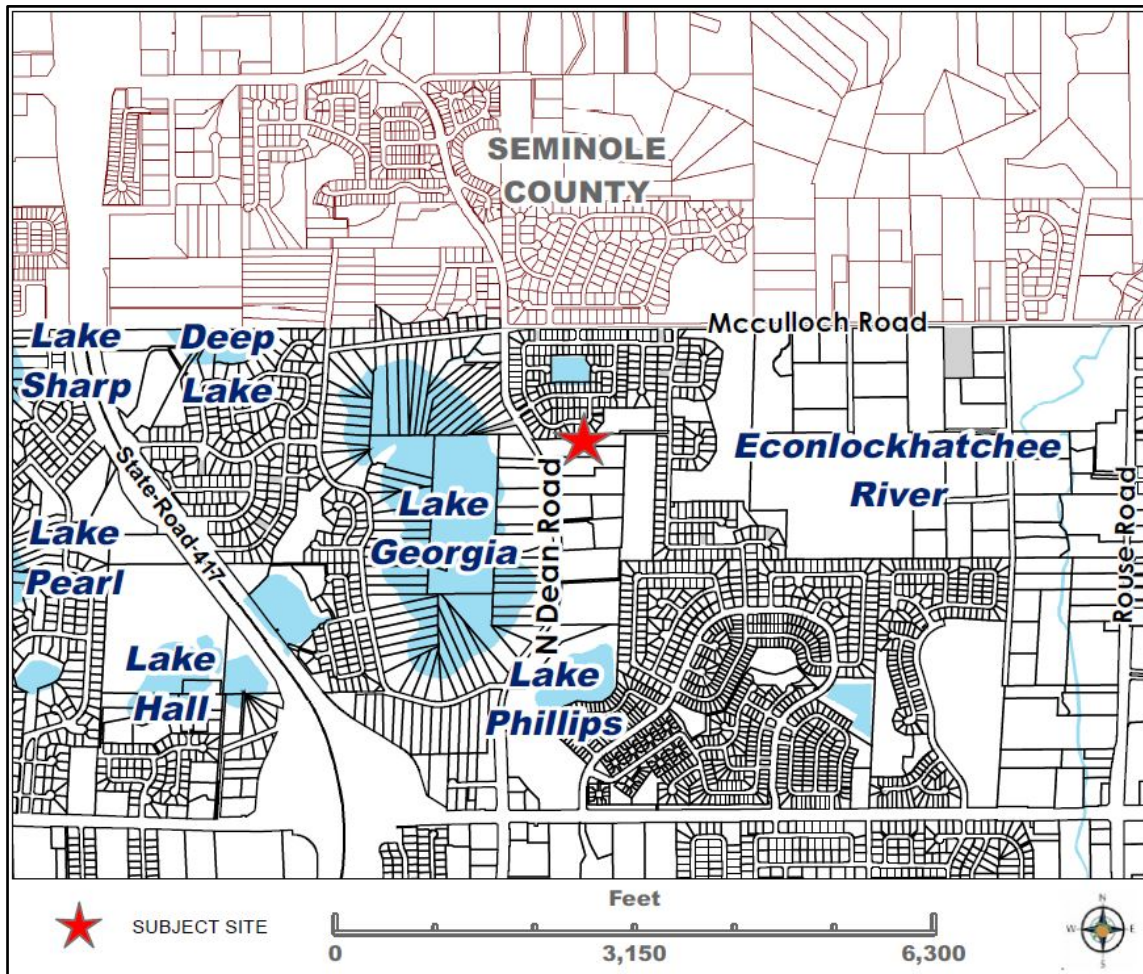 SEMINOLE
COUNTY
Mcculloch Road
Lake
Sharp
Deep
Lake
State-Road-417
Lake
Georgia
N Dean Road
Econlockhatchee
River
Rouse Road
Lake
Pearl
Lake
Hall
Lake
Phillips
SUBJECT SITE
Feet
0
3,150
6,300
N
W
E
S